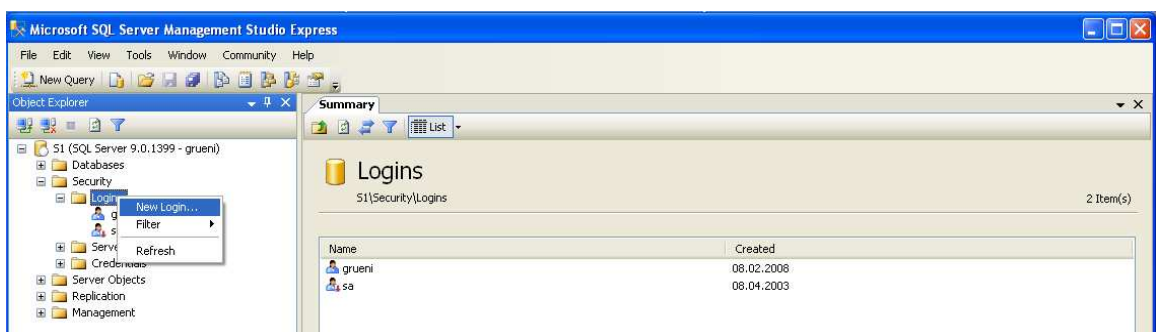 Microsoft SQL Server Management Studio Express
File Edit View Tools Window Community Help
New Query
Object Explorer
Summary
List
S1 (SQL Server 9.0.1399 - grueni)
Databases
Security
New Login...
Filter
Refresh
Server Objects
Replication
Management
Logins
S1\Security\Logins
2 Item(s)
Name Created
grueni 08.02.2008
sa 08.04.2003